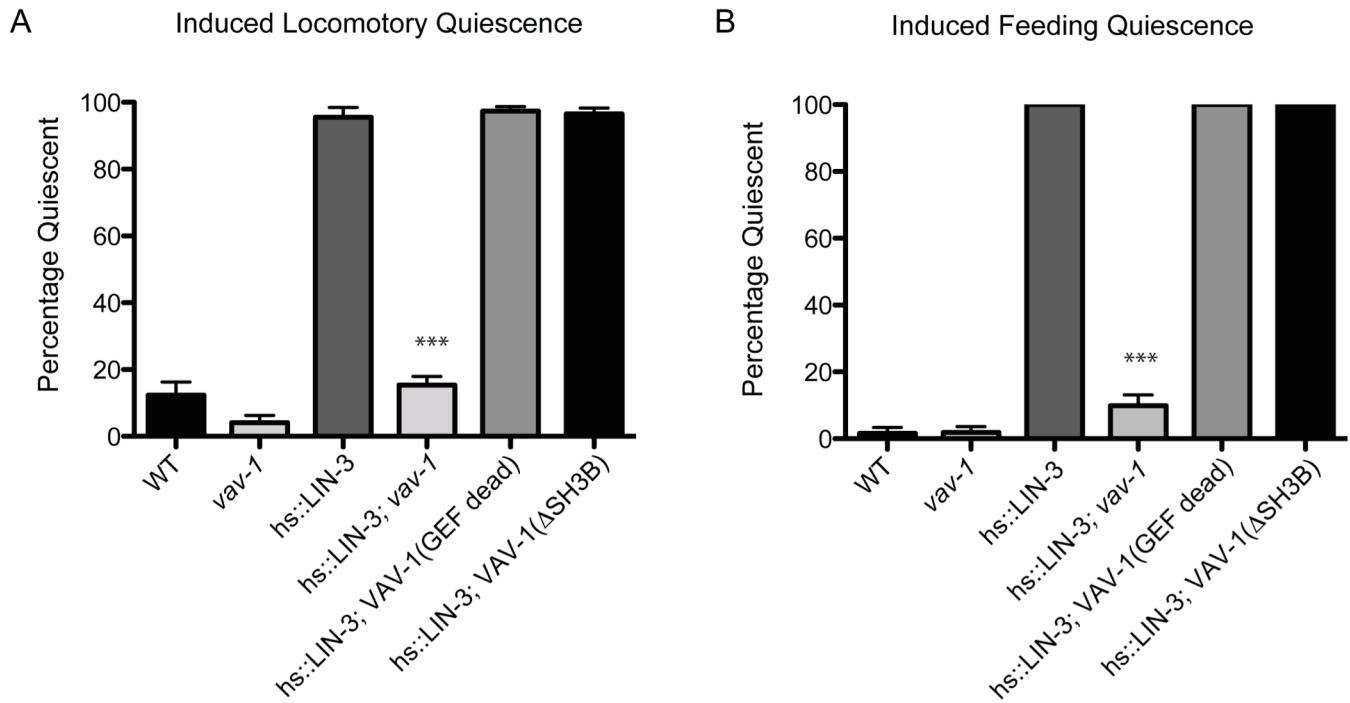 A
Induced Locomotory Quiescence
Percentage Quiescent
100
80
60
40
20
0
***
WT
vav-1
hs::LIN-3
hs::LIN-3; vav-1
hs::LIN-3; VAV-1(GEF dead)
hs::LIN-3; VAV-1(ΔSH3B)
B
Induced Feeding Quiescence
Percentage Quiescent
100
80
60
40
20
0
***
WT
vav-1
hs::LIN-3
hs::LIN-3; vav-1
hs::LIN-3; VAV-1(GEF dead)
hs::LIN-3; VAV-1(ΔSH3B)